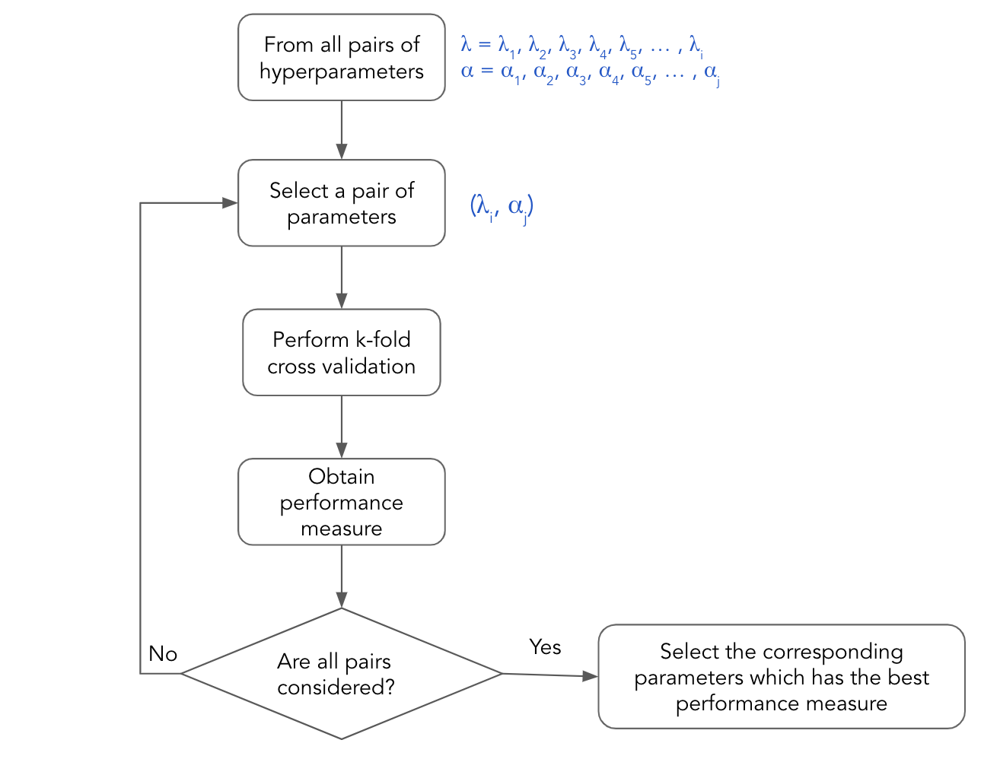 From all pairs of
hyperparameters
λ = λ₁, λ₂, λ₃, λ₄, λ₅, … , λᵢ
α = α₁, α₂, α₃, α₄, α₅, … , αⱼ
Select a pair of
parameters
(λᵢ, αⱼ)
Perform k-fold
cross validation
Obtain
performance
measure
No
Are all pairs
considered?
Yes
Select the corresponding
parameters which has the best
performance measure